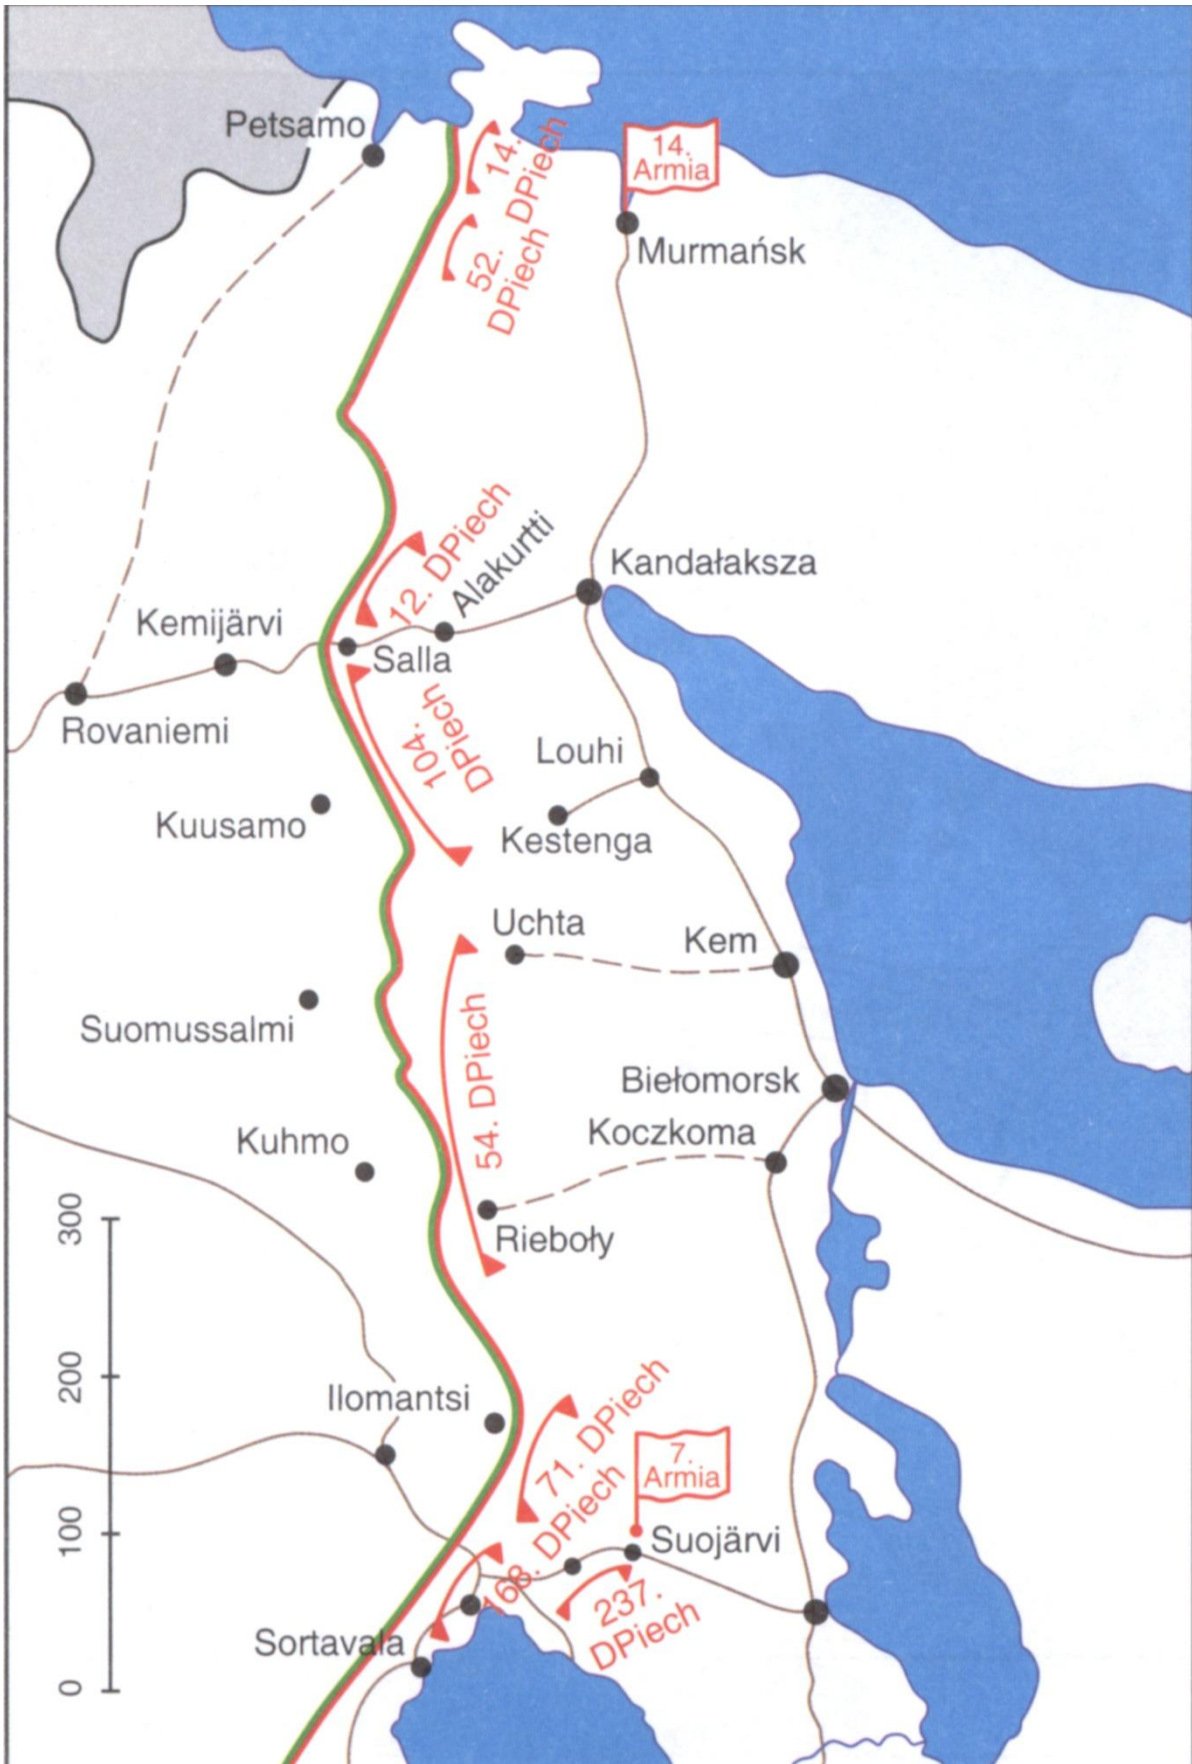 Petsamo
14.
DPiech
14.
Armia
52.
DPiech
Murmańsk
12. DPiech
Alakurtti
Kandałaksza
Kemijärvi
Salla
Rovaniemi
104.
DPiech
Louhi
Kuusamo
Kestenga
Uchta
Kem
Suomussalmi
54. DPiech
Biełomorsk
Koczkoma
Kuhmo
300
Rieboły
200
Ilomantsi
71. DPiech
7.
Armia
100
168. DPiech
Suojärvi
237.
DPiech
Sortavala
0